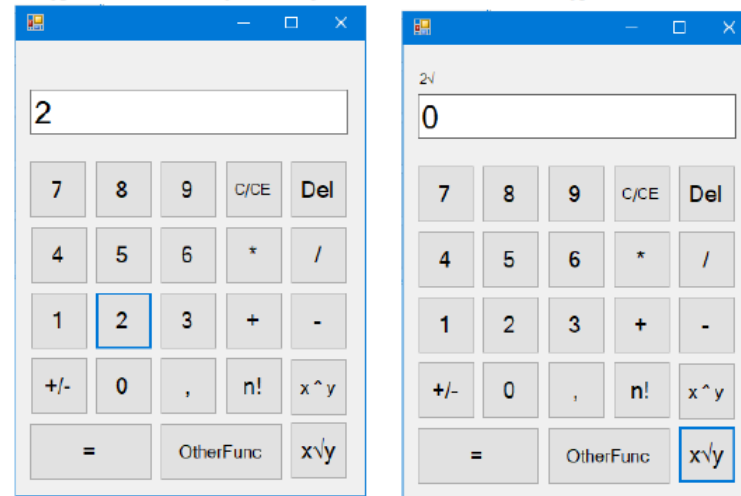 2
7 8 9 C/CE Del
4 5 6 * /
1 2 3 + -
+/- 0 , n! x^y
= OtherFunc x√y
2√
0
7 8 9 C/CE Del
4 5 6 * /
1 2 3 + -
+/- 0 , n! x^y
= OtherFunc x√y